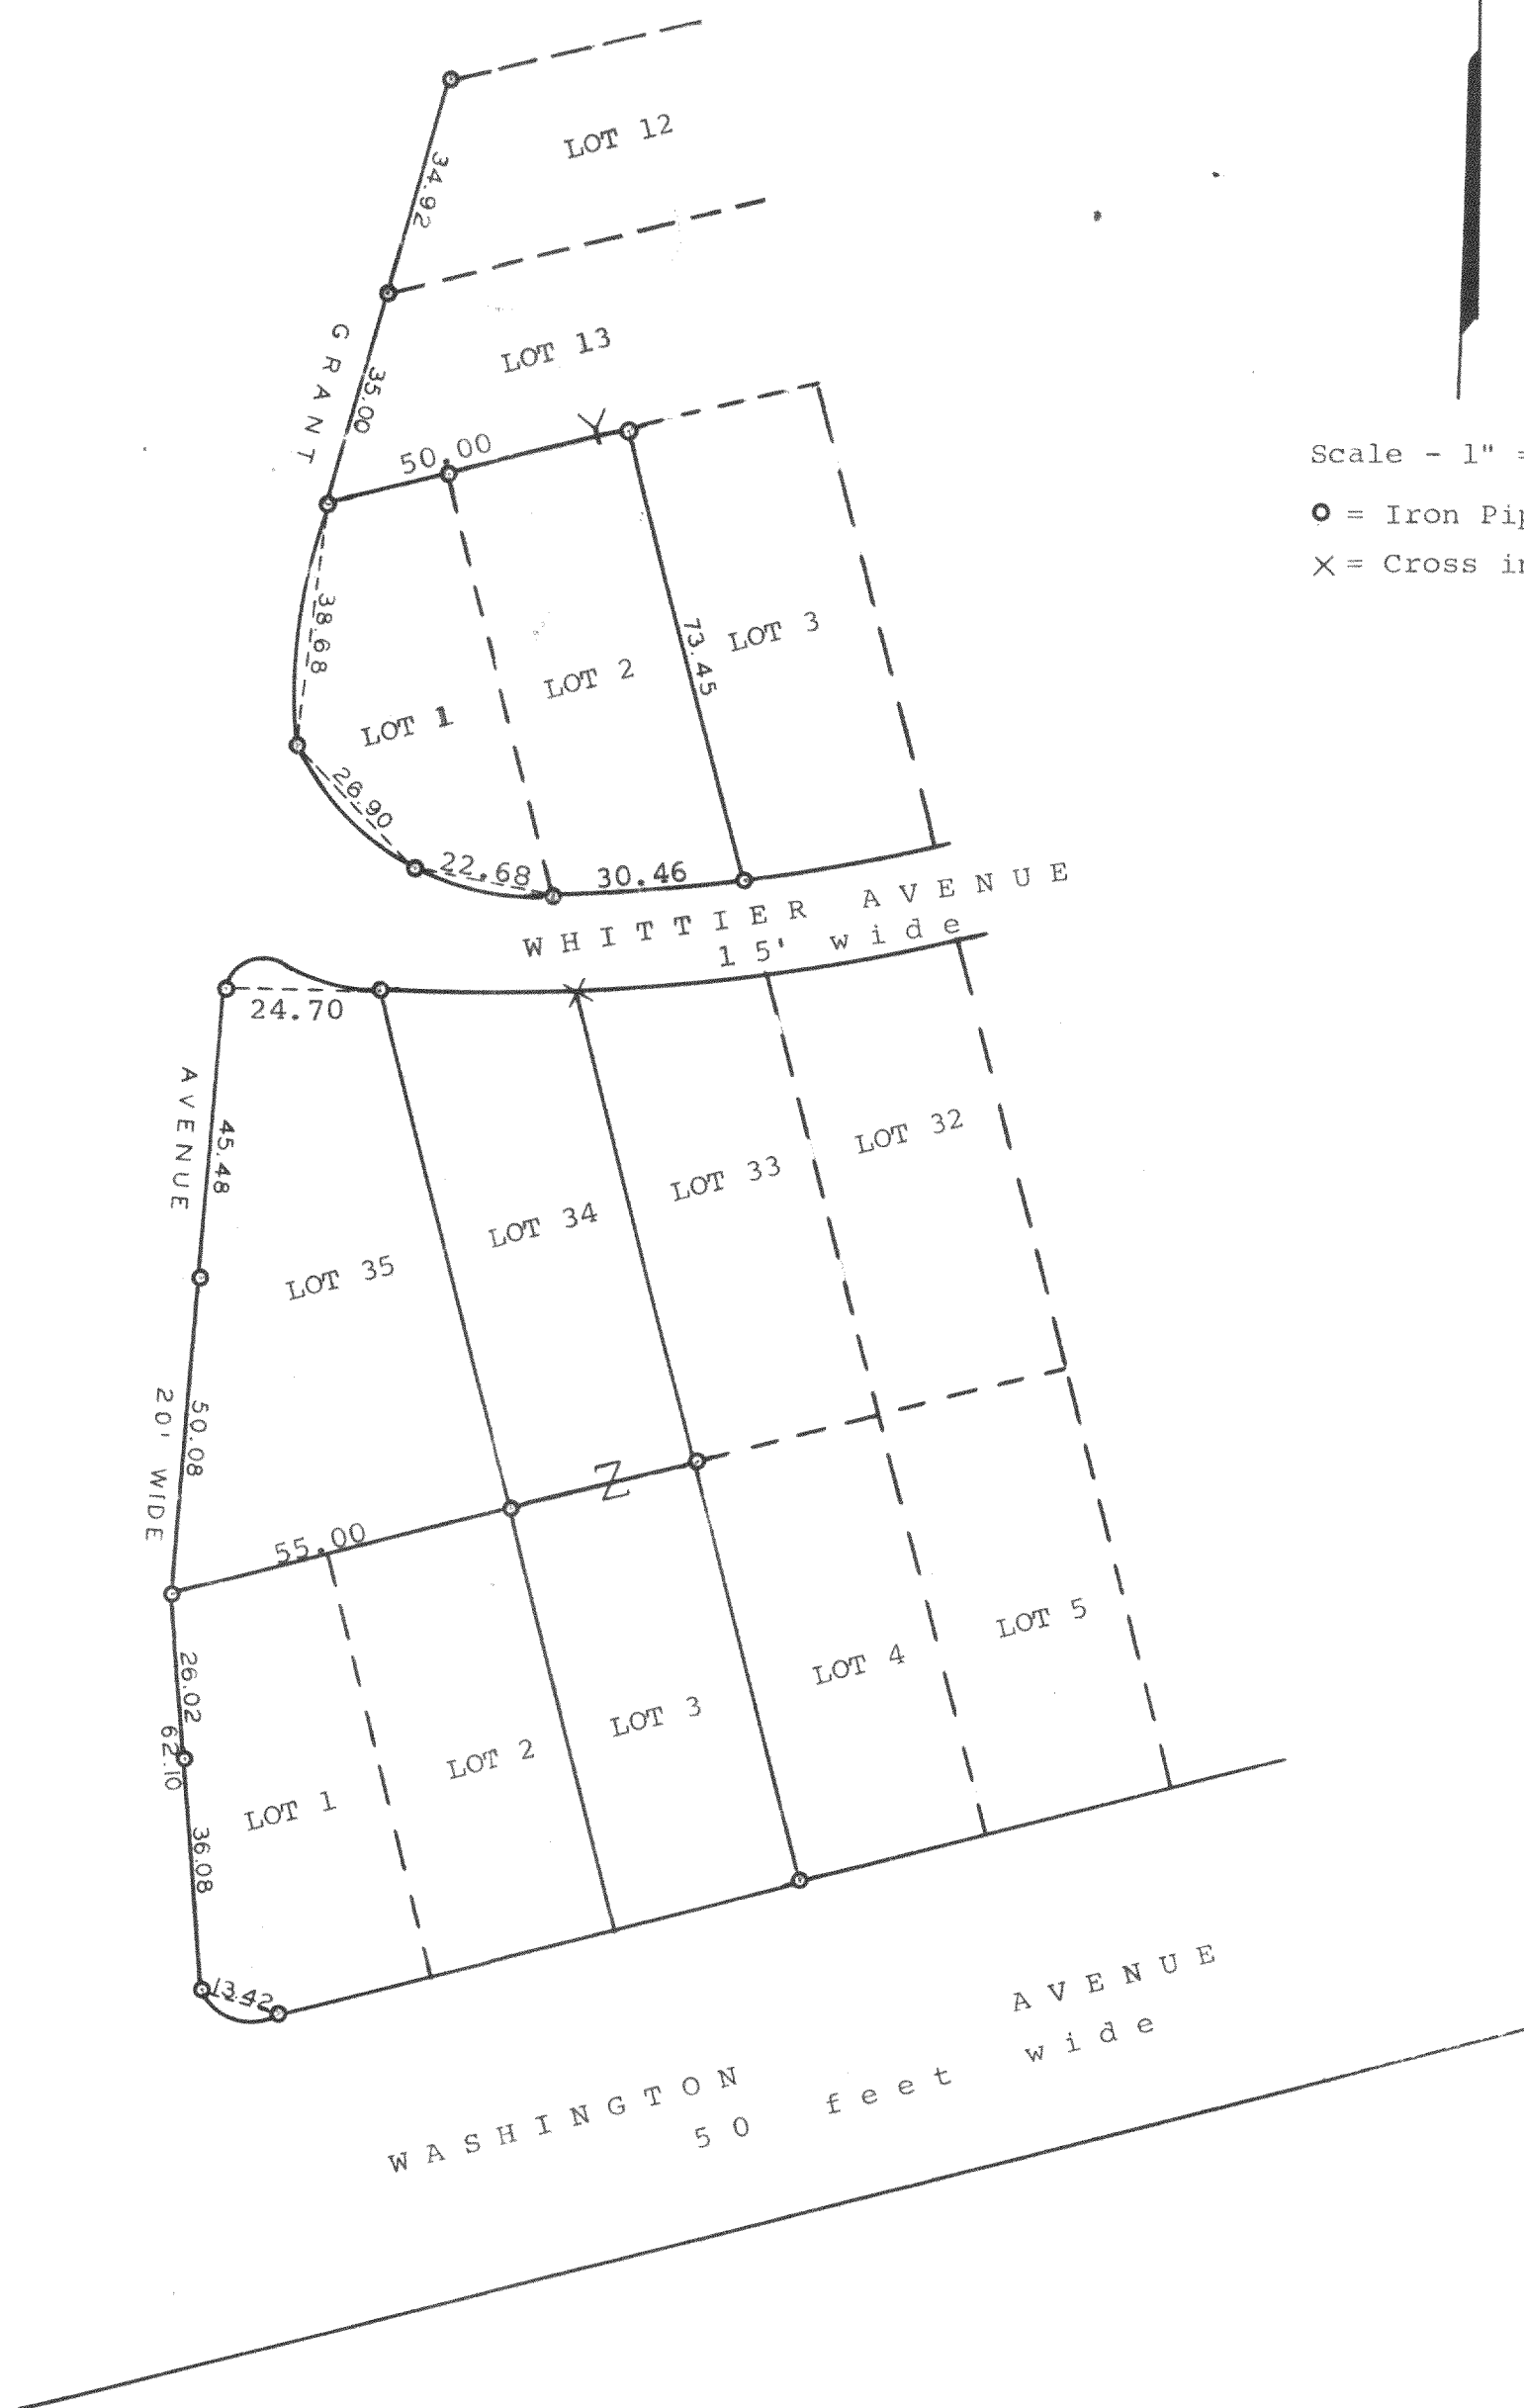 LOT 12
34.92
LOT 13
GRANT
35.00
50.00
Y
Scale - 1" =
O = Iron Pip
X = Cross in
38.68
LOT 1
LOT 2
73.45
LOT 3
26.90
22.68
30.46
WHITTIER AVENUE
15' wide
24.70
AVENUE
45.48
LOT 35
LOT 34
LOT 33
LOT 32
20' WIDE
50.08
55.00
Z
26.02
62.10
36.08
LOT 1
LOT 2
LOT 3
LOT 4
LOT 5
13.42
WASHINGTON AVENUE
50 feet wide